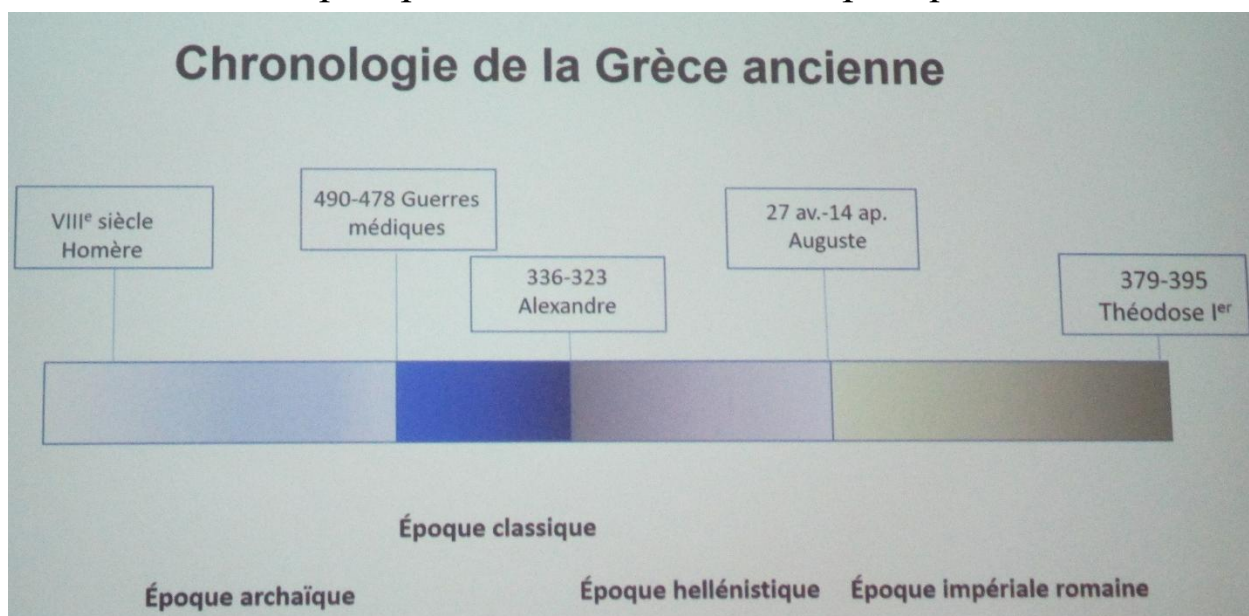 Chronologie de la Grèce ancienne
VIIIe siècle
Homère
490-478 Guerres
médiques
336-323
Alexandre
27 av.-14 ap.
Auguste
379-395
Théodose Ier
Époque classique
Époque archaïque
Époque hellénistique
Époque impériale romaine